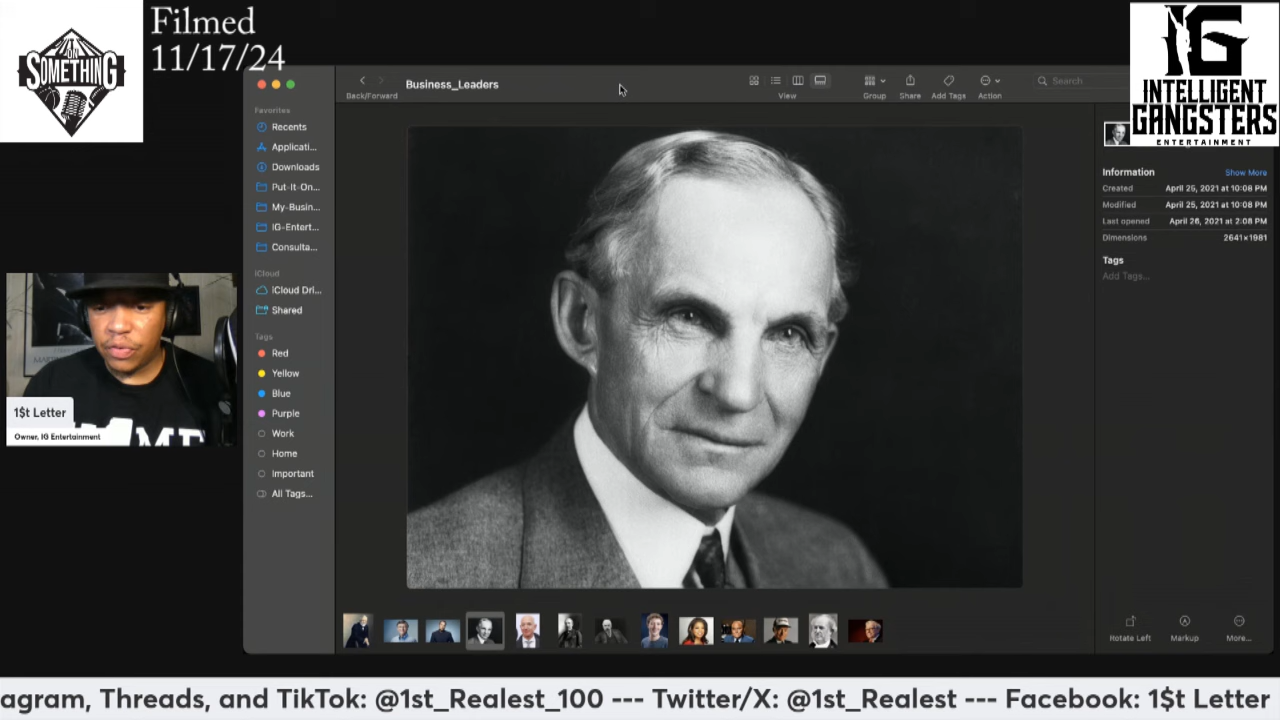 PUT IT ON
SOMETHING
Filmed
11/17/24
IG
INTELLIGENT
GANGSTERS
ENTERTAINMENT
Back/Forward
Business_Leaders
View
Group
Share
Add Tags
Action
Search
Favorites
Recents
Applicati...
Downloads
Put-It-On...
My-Busin...
IG-Entert...
Consulta...
iCloud
iCloud Dri...
Shared
Tags
Red
Yellow
Blue
Purple
Work
Home
Important
All Tags...
Information
Show More
Created
April 25, 2021 at 10:08 PM
Modified
April 25, 2021 at 10:08 PM
Last opened
April 26, 2021 at 2:08 PM
Dimensions
2641×1981
Tags
Add Tags...
1$t Letter
Owner, IG Entertainment
Rotate Left
Markup
More...
agram, Threads, and TikTok: @1st_Realest_100 --- Twitter/X: @1st_Realest --- Facebook: 1$t Letter